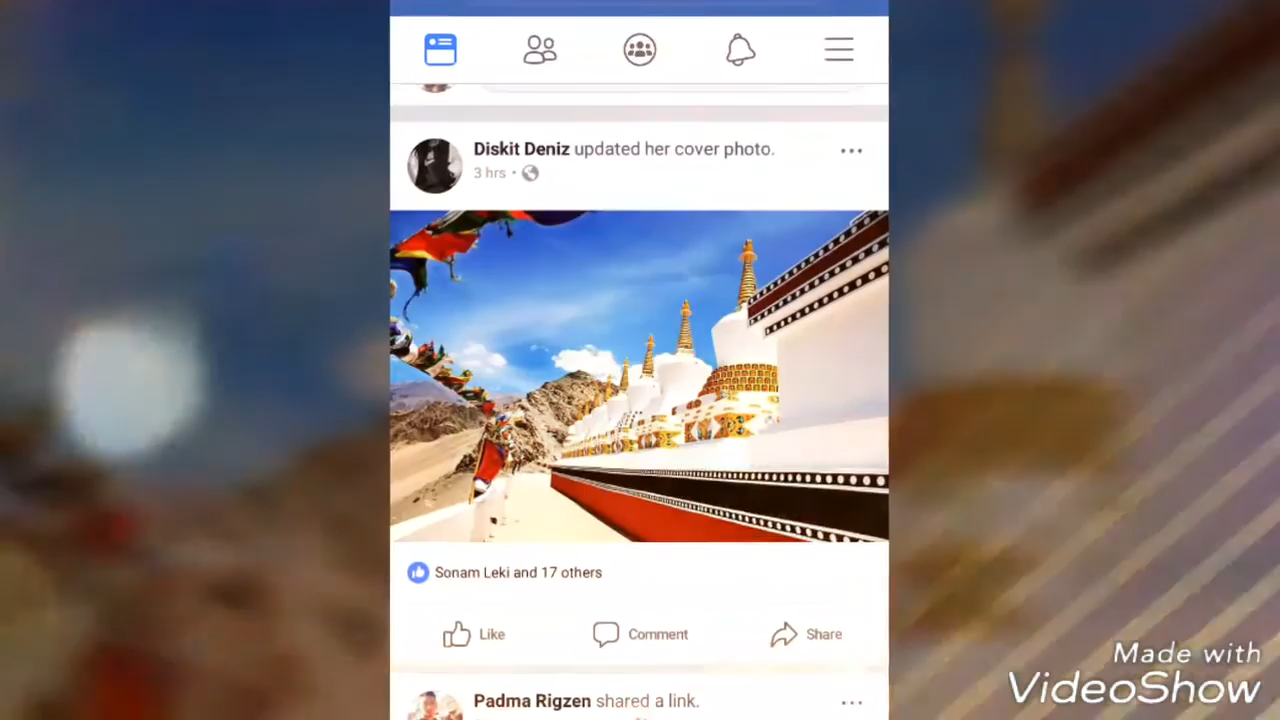 Diskit Deniz updated her cover photo.
3 hrs
Sonam Leki and 17 others
Like
Comment
Share
Made with
VideoShow
Padma Rigzen shared a link.